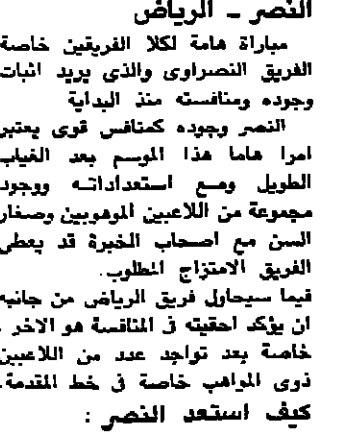 النصر ـ الرياض
مباراة هامة لكلا الفريقين خاصة
الفريق النصراوى والذى يريد اثبات
وجوده ومنافسته منذ البداية
النصر وجوده كمنافس قوى يعتبر
امرا هاما هذا الموسم بعد الغياب
الطويل ومع استعداداته ووجود
مجموعة من اللاعبين الموهوبين وصغار
السن مع اصحاب الخبرة قد يعطى
الفريق الامتزاج المطلوب.
فيما سيحاول فريق الرياض من جانبه
ان يؤكد احقيته فى المنافسة هو الاخر .
خاصة بعد تواجد عدد من اللاعبين
ذوى المواهب خاصة فى خط المقدمة.
كيف استعد النصر :